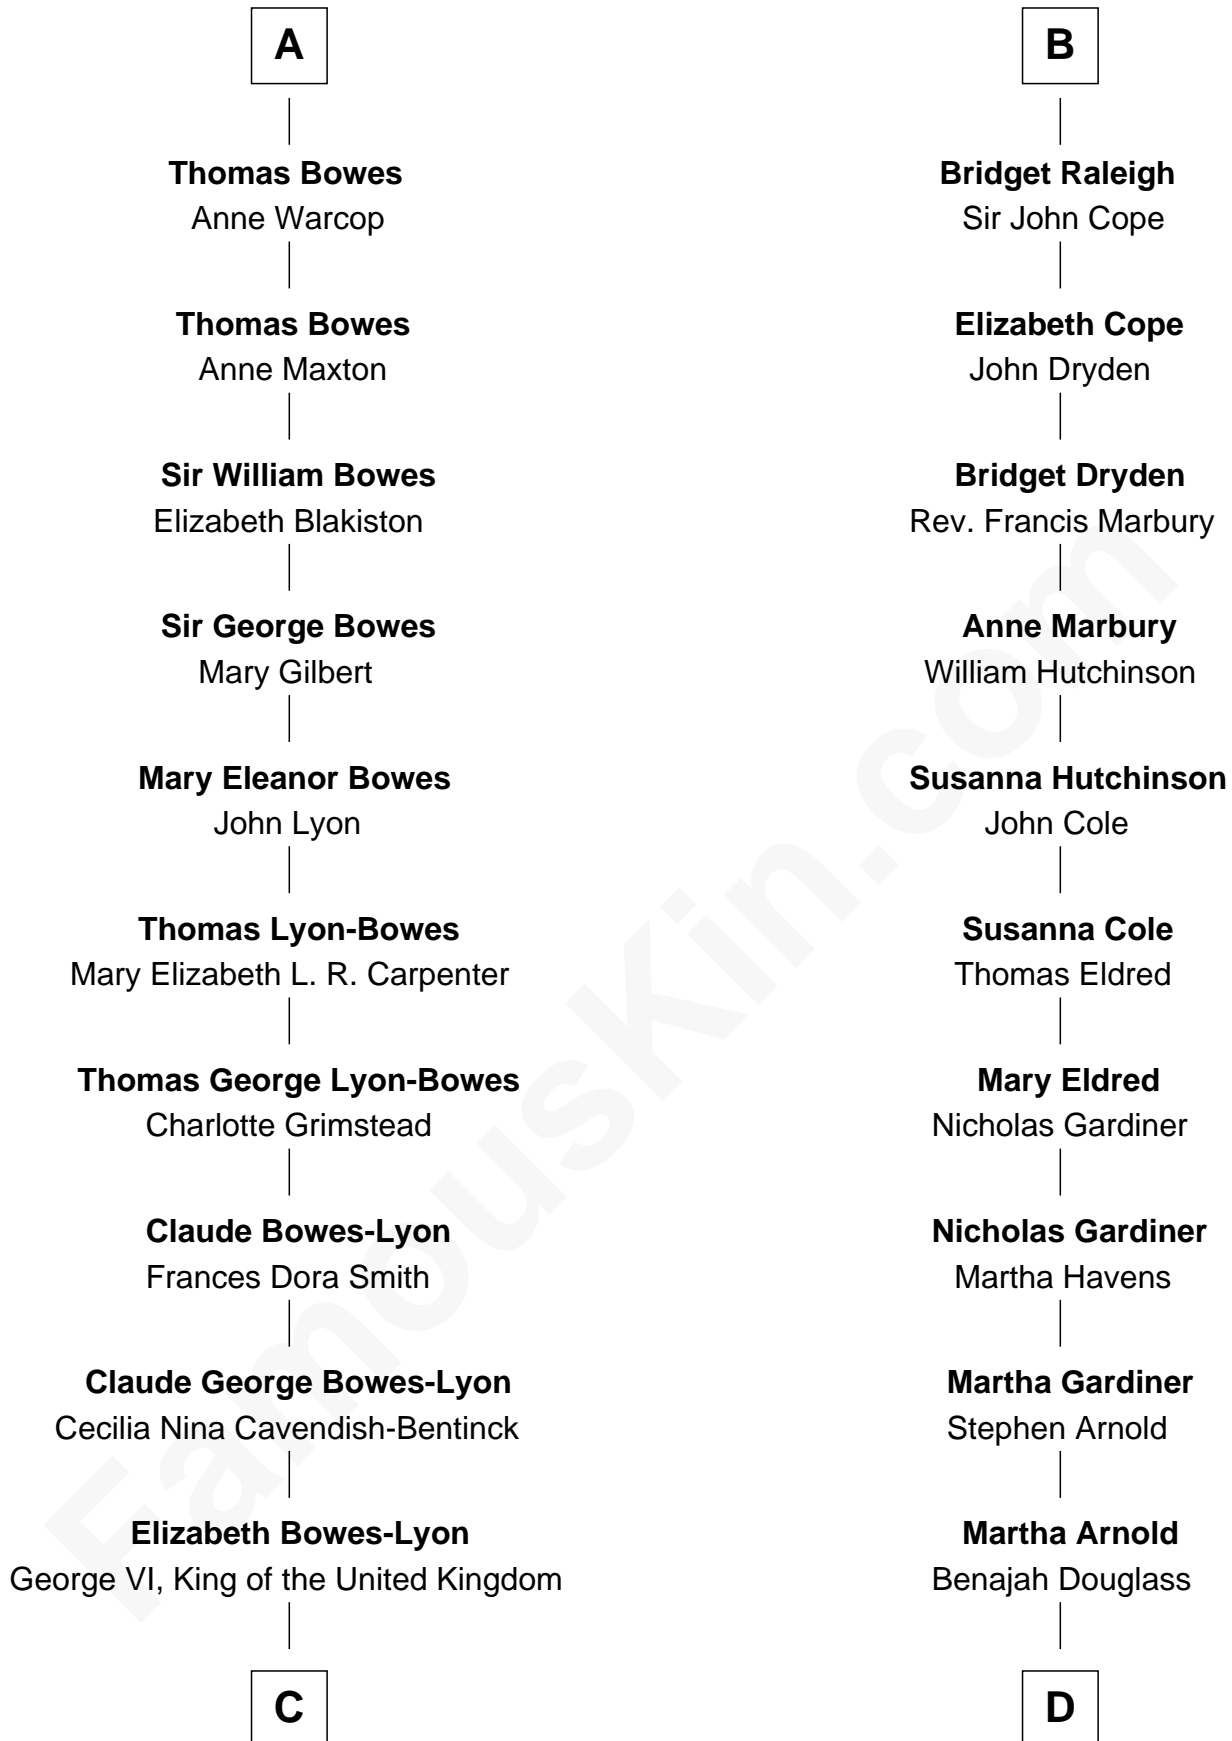 A
Thomas Bowes
Anne Warcop
Thomas Bowes
Anne Maxton
Sir William Bowes
Elizabeth Blakiston
Sir George Bowes
Mary Gilbert
Mary Eleanor Bowes
John Lyon
Thomas Lyon-Bowes
Mary Elizabeth L. R. Carpenter
Thomas George Lyon-Bowes
Charlotte Grimstead
Claude Bowes-Lyon
Frances Dora Smith
Claude George Bowes-Lyon
Cecilia Nina Cavendish-Bentinck
Elizabeth Bowes-Lyon
George VI, King of the United Kingdom
C
B
Bridget Raleigh
Sir John Cope
Elizabeth Cope
John Dryden
Bridget Dryden
Rev. Francis Marbury
Anne Marbury
William Hutchinson
Susanna Hutchinson
John Cole
Susanna Cole
Thomas Eldred
Mary Eldred
Nicholas Gardiner
Nicholas Gardiner
Martha Havens
Martha Gardiner
Stephen Arnold
Martha Arnold
Benajah Douglass
D
FamousKin.com